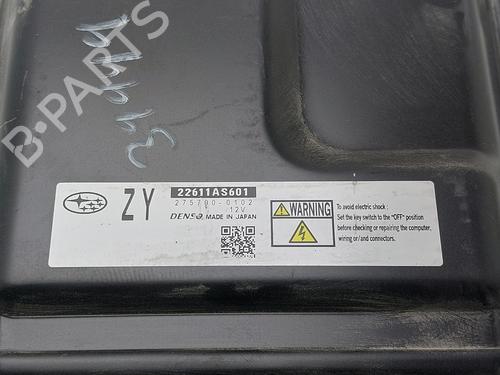 B-PARTS
ZY
22611AS601
275700-0102
12V
DENSO MADE IN JAPAN
WARNING
To avoid electric shock :
Set the key switch to the "OFF" position
before checking or repairing the computer,
wiring or/and connectors.